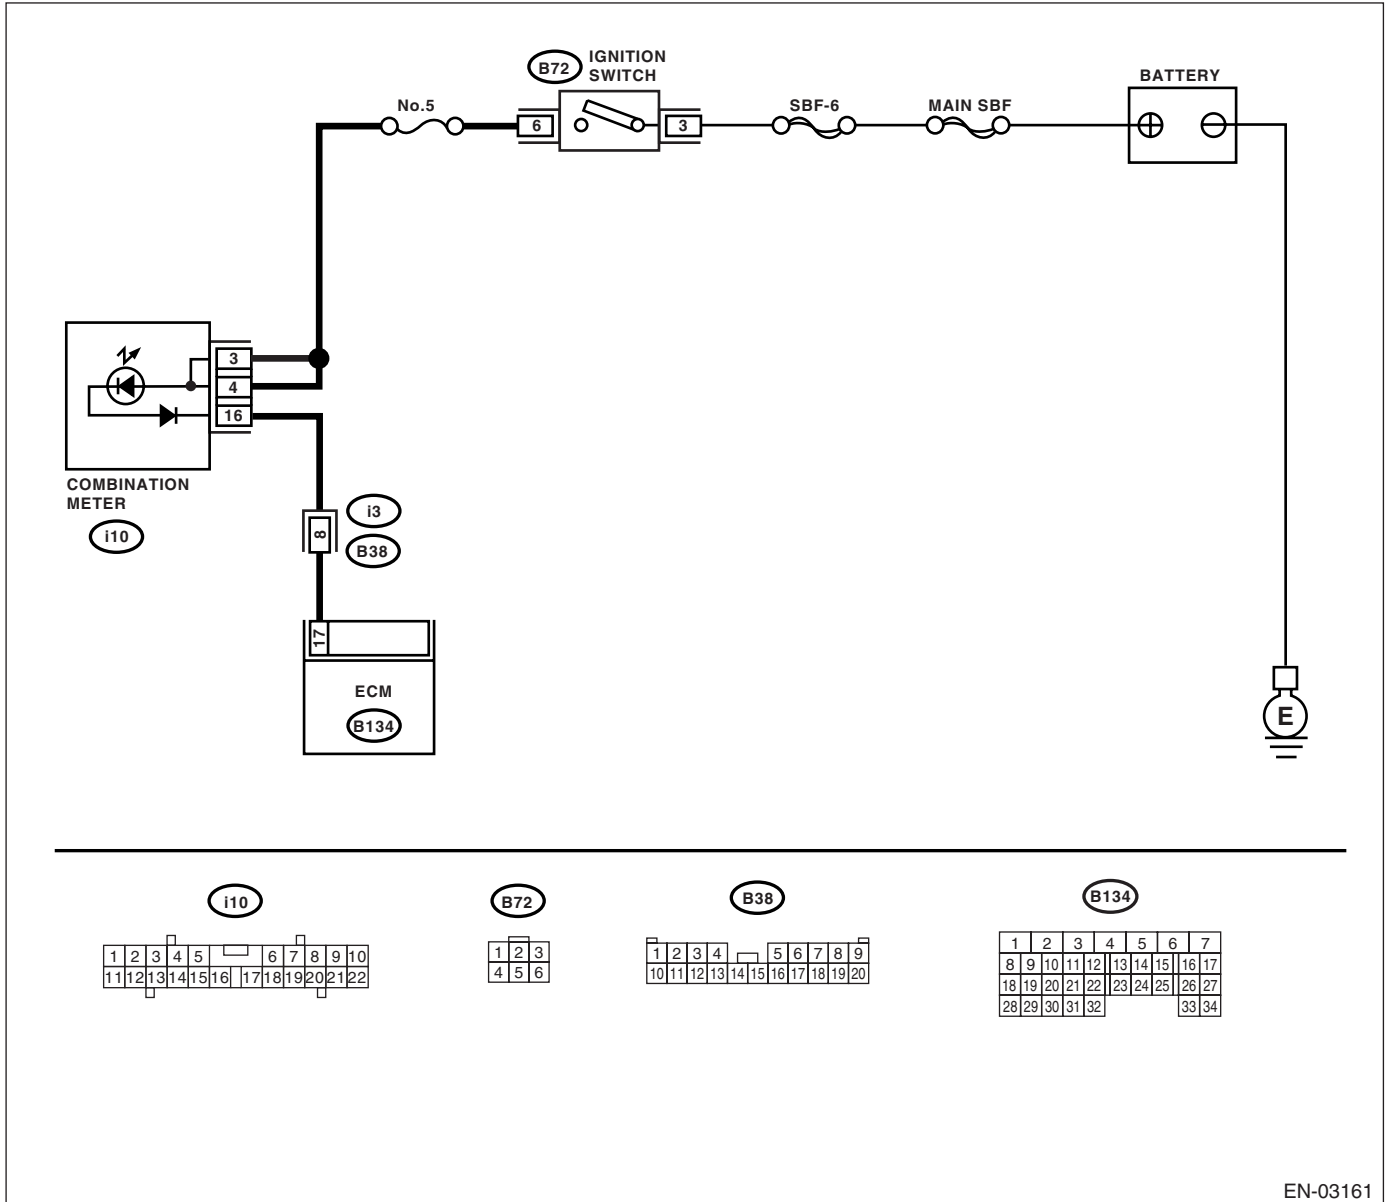 B72
IGNITION
SWITCH
No.5
6
3
SBF-6
MAIN SBF
BATTERY
3
4
16
COMBINATION
METER
i10
8
i3
B38
17
ECM
B134
E
i10
1 2 3 4 5 6 7 8 9 10
11 12 13 14 15 16 17 18 19 20 21 22
B72
1 2 3
4 5 6
B38
1 2 3 4 5 6 7 8 9
10 11 12 13 14 15 16 17 18 19 20
B134
1 2 3 4 5 6 7
8 9 10 11 12 13 14 15 16 17
18 19 20 21 22 23 24 25 26 27
28 29 30 31 32 33 34
EN-03161